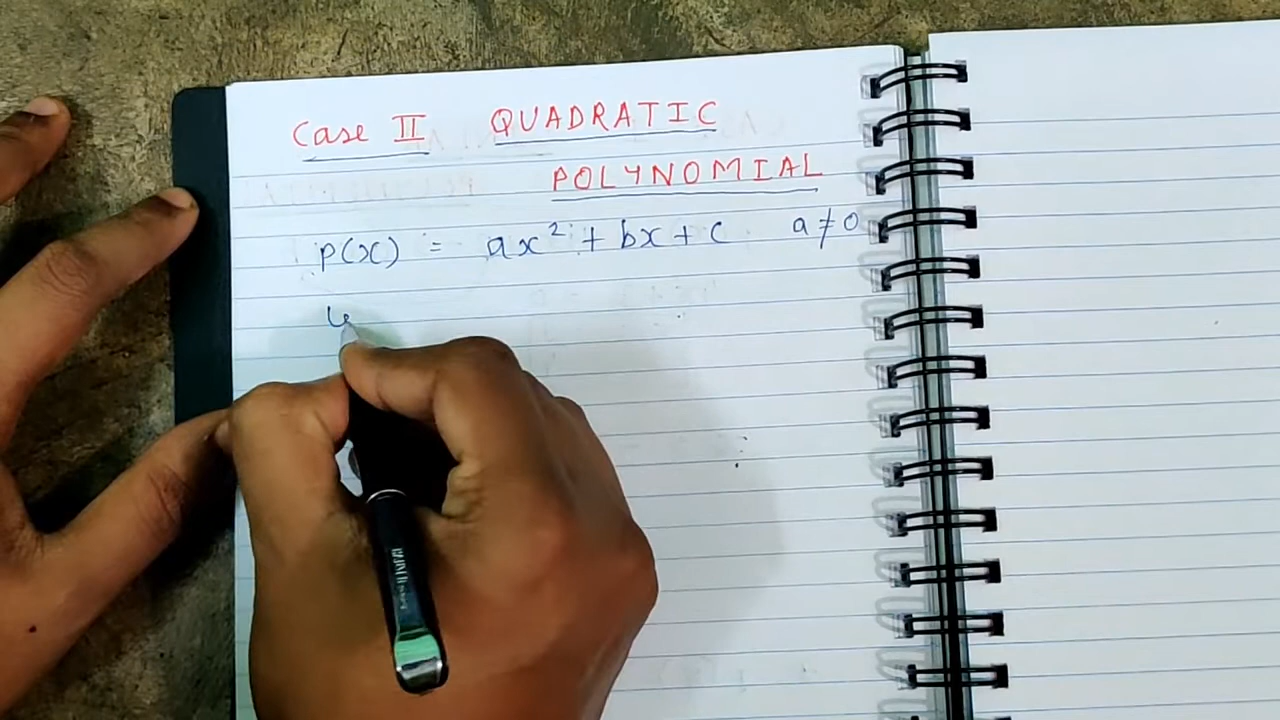 Case II QUADRATIC
POLYNOMIAL
p(x) = ax² + bx + c a ≠ 0